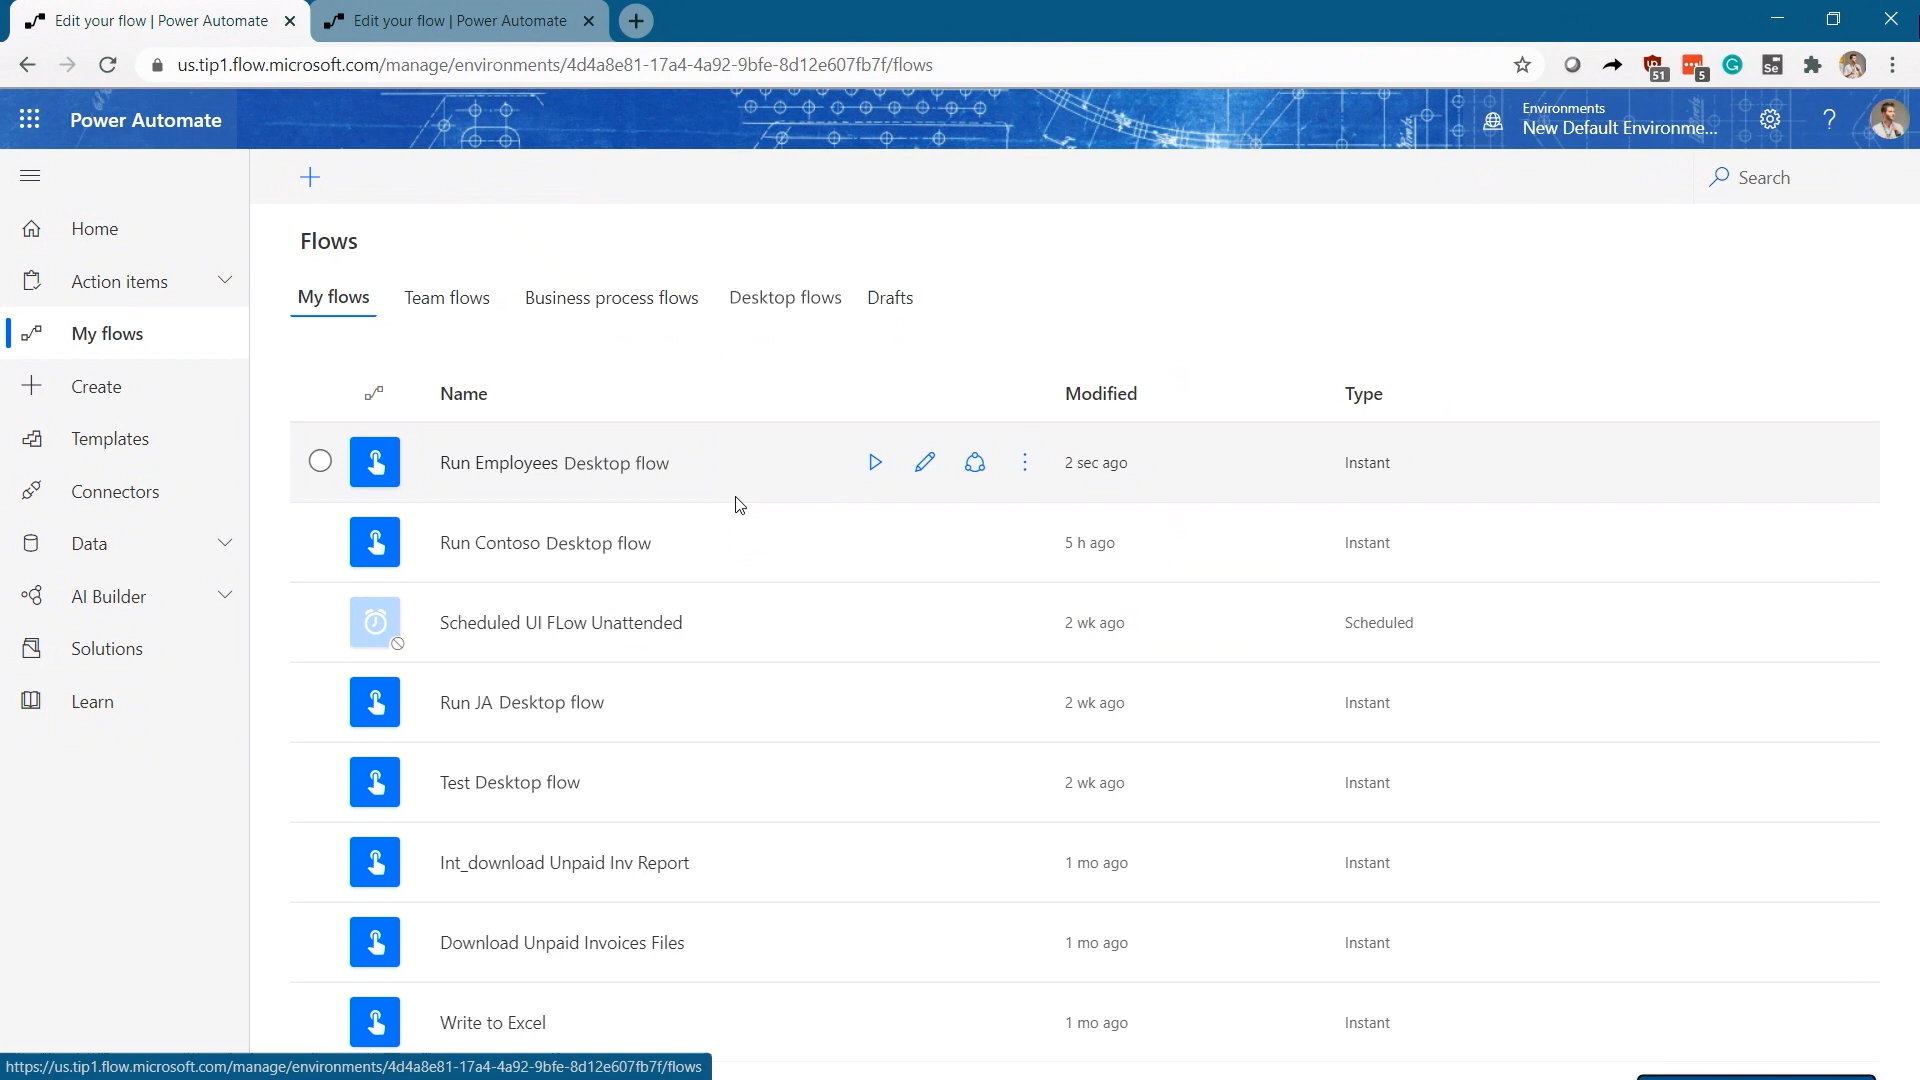 Edit your flow | Power Automate
Edit your flow | Power Automate
us.tip1.flow.microsoft.com/manage/environments/4d4a8e81-17a4-4a92-9bfe-8d12e607fb7f/flows
51
5
Se
Power Automate
Environments
New Default Environme...
Search
Home
Action items
My flows
Create
Templates
Connectors
Data
AI Builder
Solutions
Learn
Flows
My flows Team flows Business process flows Desktop flows Drafts
Name Modified Type
Run Employees Desktop flow 2 sec ago Instant
Run Contoso Desktop flow 5 h ago Instant
Scheduled UI FLow Unattended 2 wk ago Scheduled
Run JA Desktop flow 2 wk ago Instant
Test Desktop flow 2 wk ago Instant
Int_download Unpaid Inv Report 1 mo ago Instant
Download Unpaid Invoices Files 1 mo ago Instant
Write to Excel 1 mo ago Instant
https://us.tip1.flow.microsoft.com/manage/environments/4d4a8e81-17a4-4a92-9bfe-8d12e607fb7f/flows